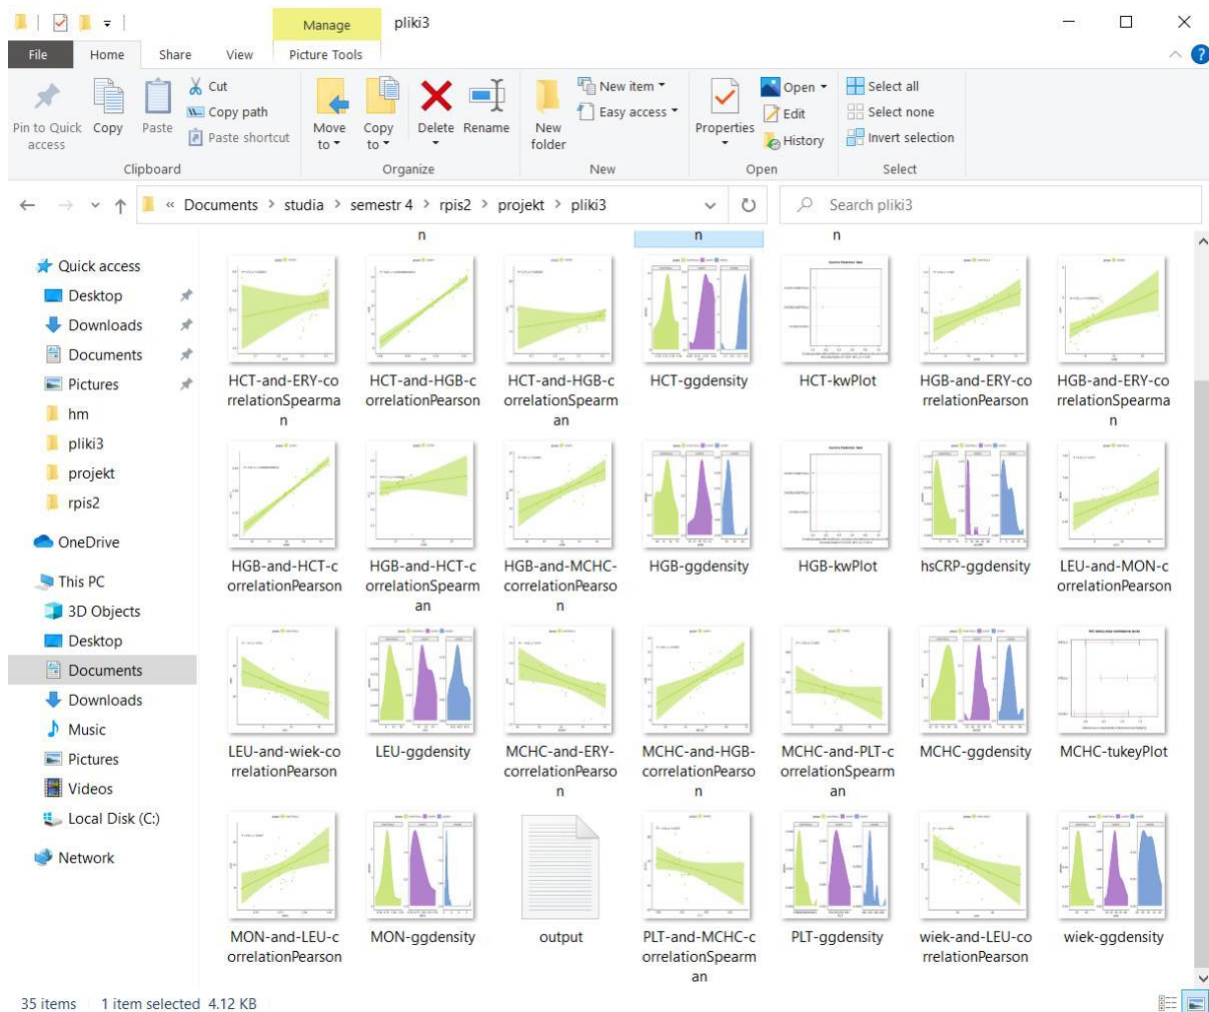 Manage
pliki3
File
Home
Share
View
Picture Tools
Pin to Quick
access
Copy
Paste
Cut
Copy path
Paste shortcut
Clipboard
Move
to
Copy
to
Delete
Rename
Organize
New
folder
New item
Easy access
New
Properties
Open
Edit
History
Open
Select all
Select none
Invert selection
Select
« Documents > studia > semestr 4 > rpis2 > projekt > pliki3
Search pliki3
Quick access
Desktop
Downloads
Documents
Pictures
hm
pliki3
projekt
rpis2
OneDrive
This PC
3D Objects
Desktop
Documents
Downloads
Music
Pictures
Videos
Local Disk (C:)
Network
n
n
n
HCT-and-ERY-co
rrelationSpearma
n
HCT-and-HGB-c
orrelationPearson
HCT-and-HGB-c
orrelationSpearm
an
HCT-ggdensity
HCT-kwPlot
HGB-and-ERY-co
rrelationPearson
HGB-and-ERY-co
rrelationSpearma
n
HGB-and-HCT-c
orrelationPearson
HGB-and-HCT-c
orrelationSpearm
an
HGB-and-MCHC-
correlationPearso
n
HGB-ggdensity
HGB-kwPlot
hsCRP-ggdensity
LEU-and-MON-c
orrelationPearson
LEU-and-wiek-co
rrelationPearson
LEU-ggdensity
MCHC-and-ERY-
correlationPearso
n
MCHC-and-HGB-
correlationPearso
n
MCHC-and-PLT-c
orrelationSpearm
an
MCHC-ggdensity
MCHC-tukeyPlot
MON-and-LEU-c
orrelationPearson
MON-ggdensity
output
PLT-and-MCHC-c
orrelationSpearm
an
PLT-ggdensity
wiek-and-LEU-co
rrelationPearson
wiek-ggdensity
35 items
1 item selected 4.12 KB